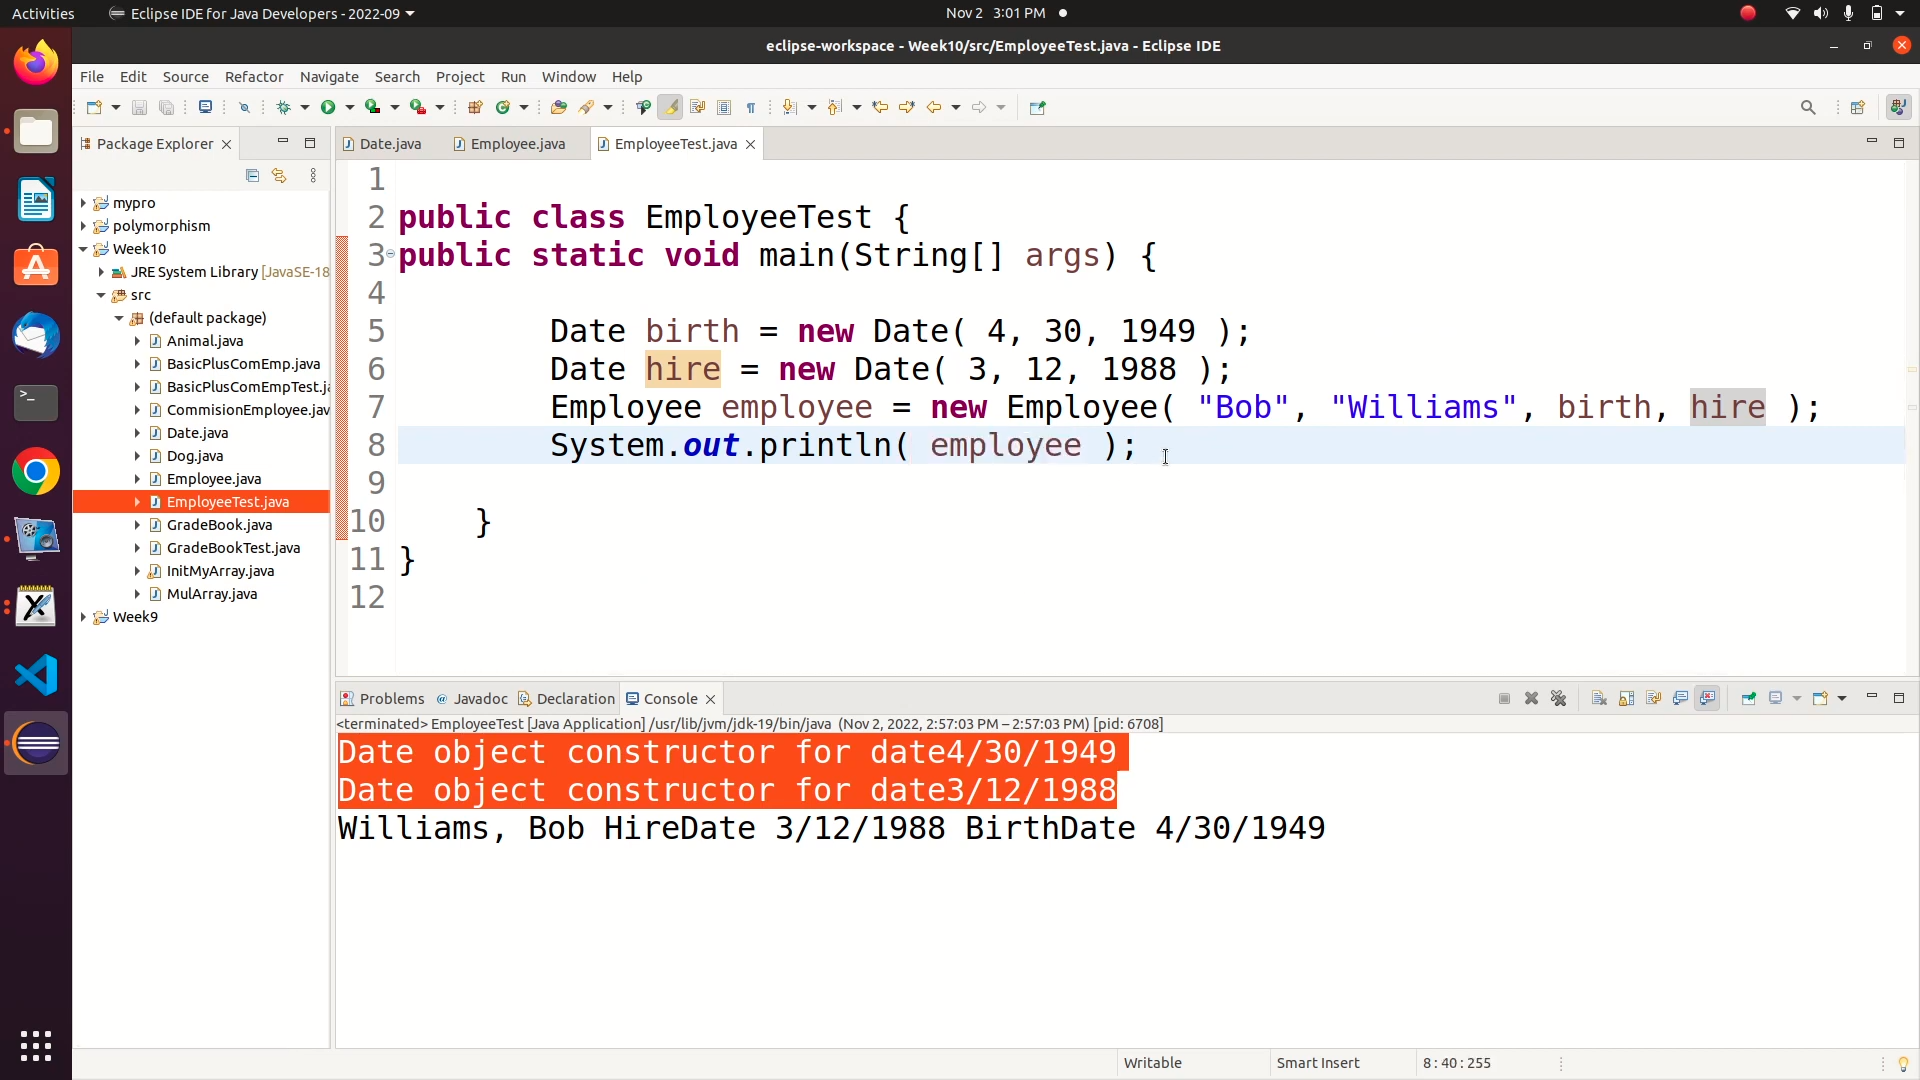 Activities
Eclipse IDE for Java Developers - 2022-09
Nov 2 3:01 PM
eclipse-workspace - Week10/src/EmployeeTest.java - Eclipse IDE
File Edit Source Refactor Navigate Search Project Run Window Help
Package Explorer
Date.java
Employee.java
EmployeeTest.java
mypro
polymorphism
Week10
JRE System Library [JavaSE-18
src
(default package)
Animal.java
BasicPlusComEmp.java
BasicPlusComEmpTest.ja
CommisionEmployee.jav
Date.java
Dog.java
Employee.java
EmployeeTest.java
GradeBook.java
GradeBookTest.java
InitMyArray.java
MulArray.java
Week9
1
2 public class EmployeeTest {
3 public static void main(String[] args) {
4
5 Date birth = new Date( 4, 30, 1949 );
6 Date hire = new Date( 3, 12, 1988 );
7 Employee employee = new Employee( "Bob", "Williams", birth, hire );
8 System.out.println( employee );
9
10 }
11 }
12
Problems @ Javadoc Declaration Console
<terminated> EmployeeTest [Java Application] /usr/lib/jvm/jdk-19/bin/java (Nov 2, 2022, 2:57:03 PM – 2:57:03 PM) [pid: 6708]
Date object constructor for date4/30/1949
Date object constructor for date3/12/1988
Williams, Bob HireDate 3/12/1988 BirthDate 4/30/1949
Writable
Smart Insert
8 : 40 : 255